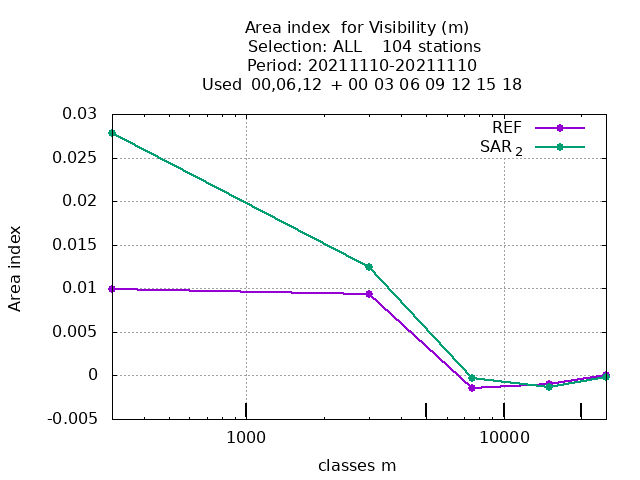 Area index  for Visibility (m)
Selection: ALL    104 stations
Period: 20211110-20211110
Used  00,06,12  + 00 03 06 09 12 15 18
0.03
0.025
0.02
0.015
0.01
0.005
0
-0.005
Area index
REF
SAR 2
1000
10000
classes m